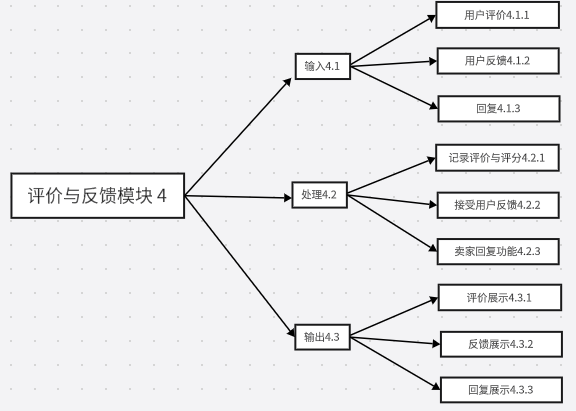 评价与反馈模块 4
输入4.1
用户评价4.1.1
用户反馈4.1.2
回复4.1.3
处理4.2
记录评价与评分4.2.1
接受用户反馈4.2.2
卖家回复功能4.2.3
输出4.3
评价展示4.3.1
反馈展示4.3.2
回复展示4.3.3